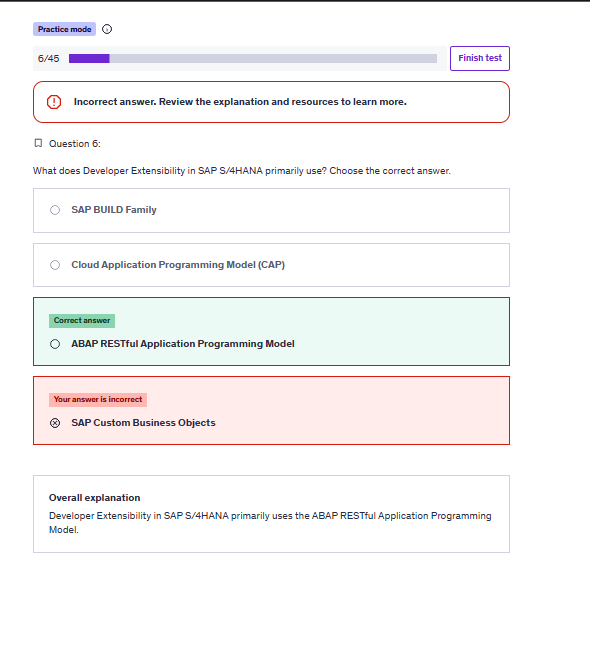 Practice mode
6/45
Finish test
Incorrect answer. Review the explanation and resources to learn more.
Question 6:
What does Developer Extensibility in SAP S/4HANA primarily use? Choose the correct answer.
SAP BUILD Family
Cloud Application Programming Model (CAP)
Correct answer
ABAP RESTful Application Programming Model
Your answer is incorrect
SAP Custom Business Objects
Overall explanation
Developer Extensibility in SAP S/4HANA primarily uses the ABAP RESTful Application Programming
Model.